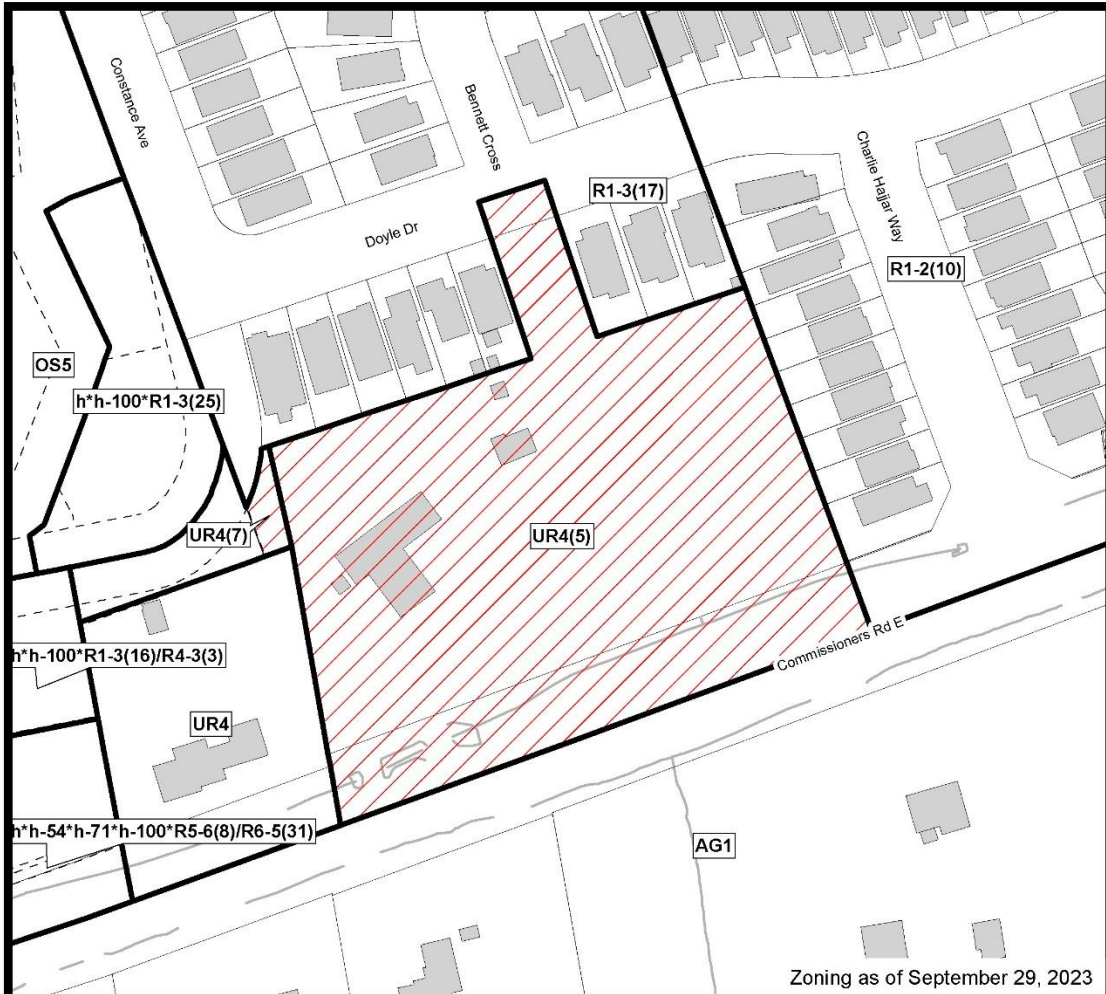 Constance Ave
Bennett Cross
Charlie Hajjar Way
R1-3(17)
Doyle Dr
R1-2(10)
OS5
h*h-100*R1-3(25)
UR4(7)
UR4(5)
Commissioners Rd E
h*h-100*R1-3(16)/R4-3(3)
UR4
h*h-54*h-71*h-100*R5-6(8)/R6-5(31)
AG1
Zoning as of September 29, 2023